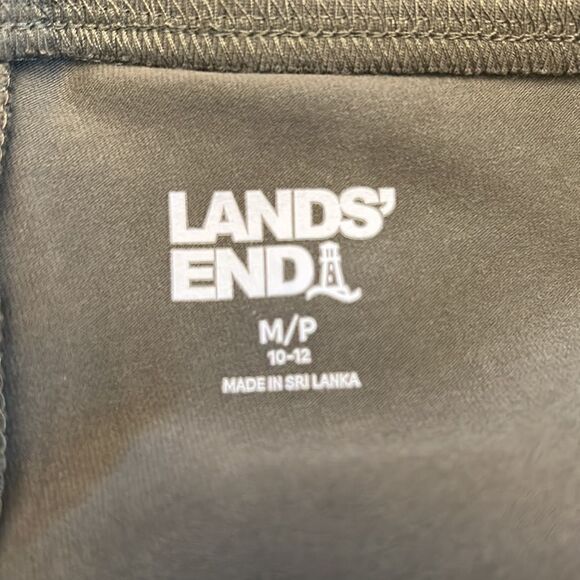 LANDS'
END
M/P
10-12
MADE IN SRI LANKA